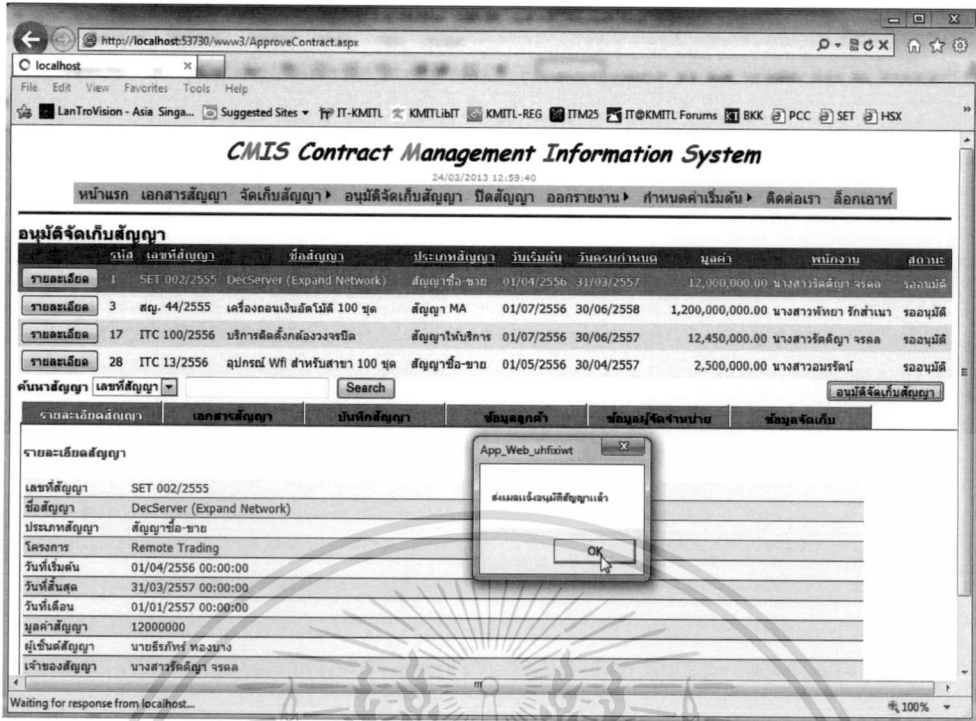 http://localhost:53730/www3/ApproveContract.aspx
localhost
File Edit View Favorites Tools Help
LanTroVision - Asia Singa... Suggested Sites IT-KMITL KMITLibIT KMITL-REG ITM25 IT@KMITL Forums BKK PCC SET HSX
CMIS Contract Management Information System
24/03/2013 12:59:40
หน้าแรก เอกสารสัญญา จัดเก็บสัญญา อนุมัติจัดเก็บสัญญา ปิดสัญญา ออกรายงาน กำหนดค่าเริ่มต้น ติดต่อเรา ล็อกเอาท์
อนุมัติจัดเก็บสัญญา
รหัส เลขที่สัญญา ชื่อสัญญา ประเภทสัญญา วันเริ่มต้น วันครบกำหนด มูลค่า พนักงาน สถานะ
รายละเอียด 1 SET 002/2555 DecServer (Expand Network) สัญญาซื้อ-ขาย 01/04/2556 31/03/2557 12,000,000.00 นางสาวรัตติญา จรดล รออนุมัติ
รายละเอียด 3 สญ. 44/2555 เครื่องถอนเงินอัตโมัติ 100 ชุด สัญญา MA 01/07/2556 30/06/2558 1,200,000,000.00 นางสาวพัทยา รักสำเนา รออนุมัติ
รายละเอียด 17 ITC 100/2556 บริการติดตั้งกล้องวงจรปิด สัญญาให้บริการ 01/07/2556 30/06/2557 12,450,000.00 นางสาวรัตติญา จรดล รออนุมัติ
รายละเอียด 28 ITC 13/2556 อุปกรณ์ Wfi สำหรับสาขา 100 ชุด สัญญาซื้อ-ขาย 01/05/2556 30/04/2557 2,500,000.00 นางสาวอมรรัตน์ รออนุมัติ
ค้นหาสัญญา เลขที่สัญญา Search อนุมัติจัดเก็บสัญญา
รายละเอียดสัญญา เอกสารสัญญา บันทึกสัญญา ข้อมูลลูกค้า ข้อมูลผู้จัดจำหน่าย ข้อมูลจัดเก็บ
รายละเอียดสัญญา
App_Web_uhfixiwt
ส่งเมลแจ้งอนุมัติสัญญาแล้ว
OK
เลขที่สัญญา SET 002/2555
ชื่อสัญญา DecServer (Expand Network)
ประเภทสัญญา สัญญาซื้อ-ขาย
โครงการ Remote Trading
วันที่เริ่มต้น 01/04/2556 00:00:00
วันที่สิ้นสุด 31/03/2557 00:00:00
วันที่เตือน 01/01/2557 00:00:00
มูลค่าสัญญา 12000000
ผู้เซ็นต์สัญญา นายธีรภัทร์ ทองบาง
เจ้าของสัญญา นางสาวรัตติญา จรดล
Waiting for response from localhost...
100%